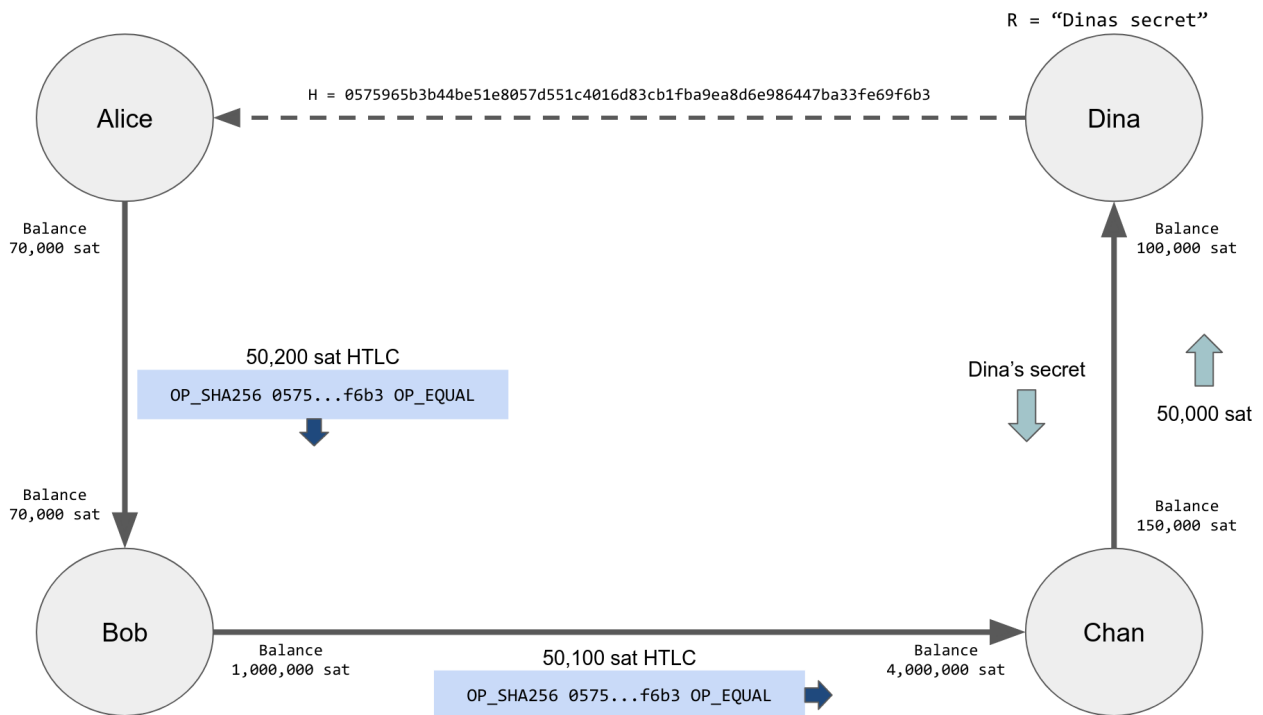 R = “Dinas secret”
Alice
H = 0575965b3b44be51e8057d551c4016d83cb1fba9ea8d6e986447ba33fe69f6b3
Dina
Balance
70,000 sat
Balance
100,000 sat
50,200 sat HTLC
OP_SHA256 0575...f6b3 OP_EQUAL
Dina’s secret
50,000 sat
Balance
70,000 sat
Balance
150,000 sat
Bob
Chan
Balance
1,000,000 sat
50,100 sat HTLC
OP_SHA256 0575...f6b3 OP_EQUAL
Balance
4,000,000 sat